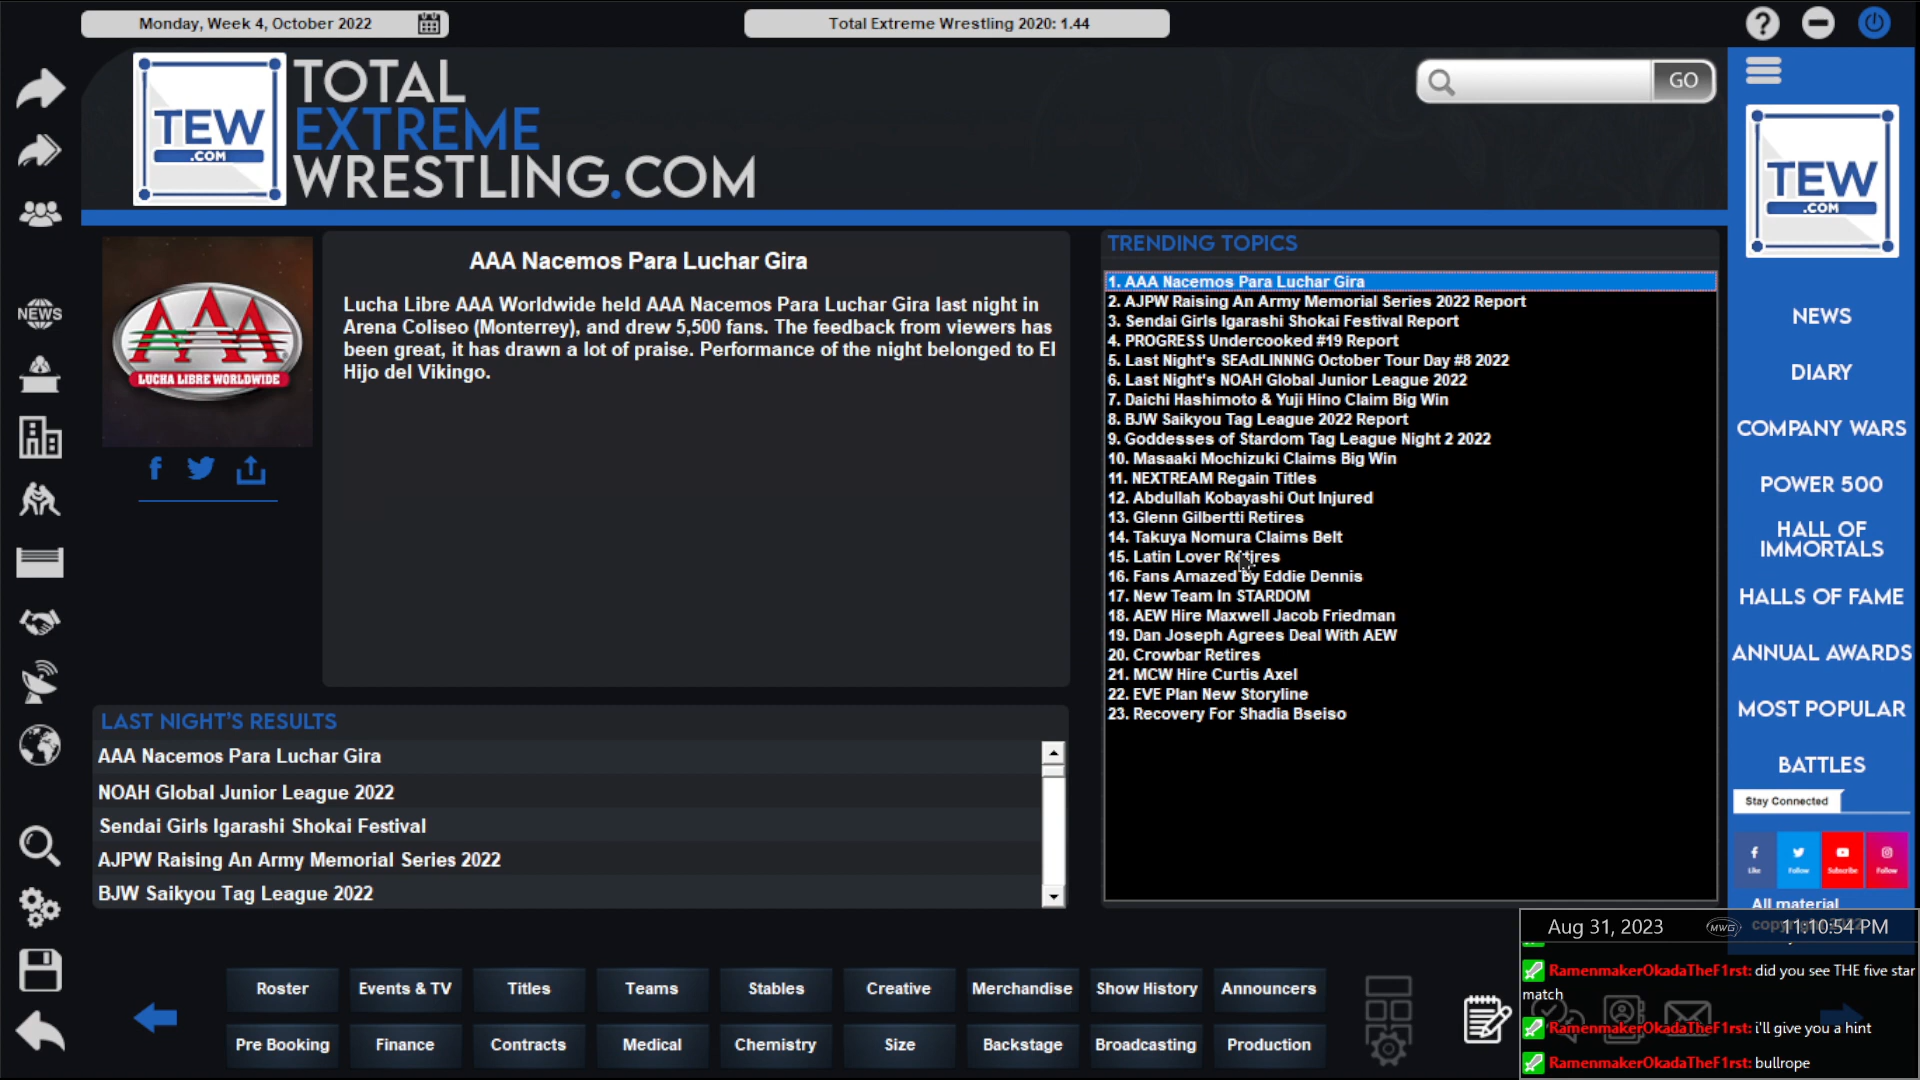 Monday, Week 4, October 2022
Total Extreme Wrestling 2020: 1.44
?
TEW
.COM
TOTAL
EXTREME
WRESTLING.COM
GO
TEW
.COM
NEWS
AAA
LUCHA LIBRE WORLDWIDE
AAA Nacemos Para Luchar Gira
Lucha Libre AAA Worldwide held AAA Nacemos Para Luchar Gira last night in
Arena Coliseo (Monterrey), and drew 5,500 fans. The feedback from viewers has
been great, it has drawn a lot of praise. Performance of the night belonged to El
Hijo del Vikingo.
TRENDING TOPICS
1. AAA Nacemos Para Luchar Gira
2. AJPW Raising An Army Memorial Series 2022 Report
3. Sendai Girls Igarashi Shokai Festival Report
4. PROGRESS Undercooked #19 Report
5. Last Night's SEAdLINNNG October Tour Day #8 2022
6. Last Night's NOAH Global Junior League 2022
7. Daichi Hashimoto & Yuji Hino Claim Big Win
8. BJW Saikyou Tag League 2022 Report
9. Goddesses of Stardom Tag League Night 2 2022
10. Masaaki Mochizuki Claims Big Win
11. NEXTREAM Regain Titles
12. Abdullah Kobayashi Out Injured
13. Glenn Gilbertti Retires
14. Takuya Nomura Claims Belt
15. Latin Lover Retires
16. Fans Amazed By Eddie Dennis
17. New Team In STARDOM
18. AEW Hire Maxwell Jacob Friedman
19. Dan Joseph Agrees Deal With AEW
20. Crowbar Retires
21. MCW Hire Curtis Axel
22. EVE Plan New Storyline
23. Recovery For Shadia Bseiso
NEWS
DIARY
COMPANY WARS
POWER 500
HALL OF
IMMORTALS
HALLS OF FAME
ANNUAL AWARDS
MOST POPULAR
BATTLES
Stay Connected
Like
Follow
Subscribe
Follow
All material
copyright 2022
LAST NIGHT'S RESULTS
AAA Nacemos Para Luchar Gira
NOAH Global Junior League 2022
Sendai Girls Igarashi Shokai Festival
AJPW Raising An Army Memorial Series 2022
BJW Saikyou Tag League 2022
Roster
Events & TV
Titles
Teams
Stables
Creative
Merchandise
Show History
Announcers
Pre Booking
Finance
Contracts
Medical
Chemistry
Size
Backstage
Broadcasting
Production
Aug 31, 2023
MWG
11:10:54 PM
RamenmakerOkadaTheF1rst: did you see THE five star
match
RamenmakerOkadaTheF1rst: i'll give you a hint
RamenmakerOkadaTheF1rst: bullrope